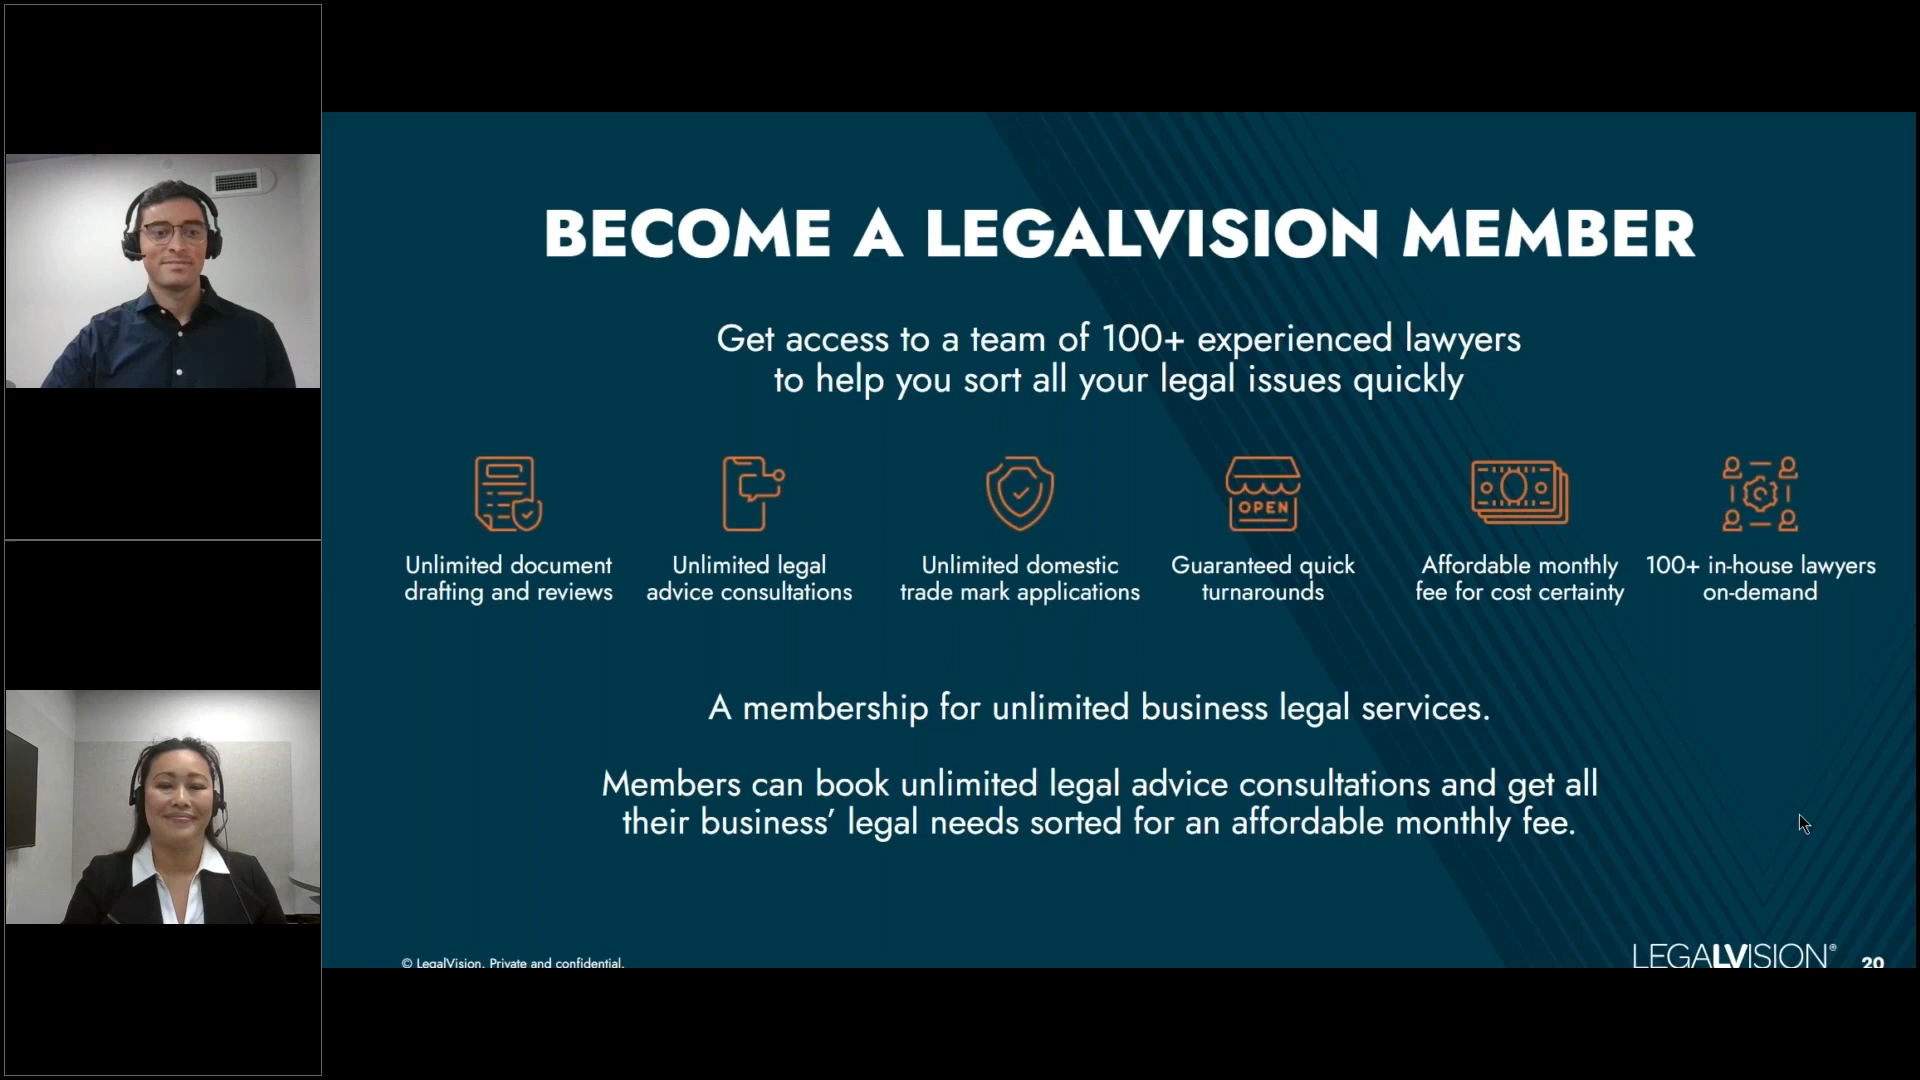 BECOME A LEGALVISION MEMBER
Get access to a team of 100+ experienced lawyers
to help you sort all your legal issues quickly
OPEN
Unlimited document
drafting and reviews
Unlimited legal
advice consultations
Unlimited domestic
trade mark applications
Guaranteed quick
turnarounds
Affordable monthly
fee for cost certainty
100+ in-house lawyers
on-demand
A membership for unlimited business legal services.
Members can book unlimited legal advice consultations and get all
their business’ legal needs sorted for an affordable monthly fee.
© LegalVision. Private and confidential.
LEGALVISION®
20